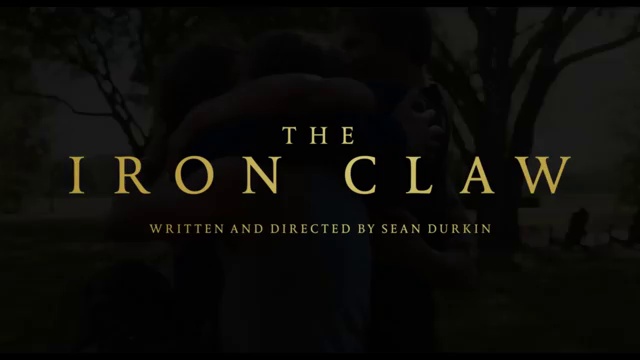 THE
IRON CLAW
WRITTEN AND DIRECTED BY SEAN DURKIN